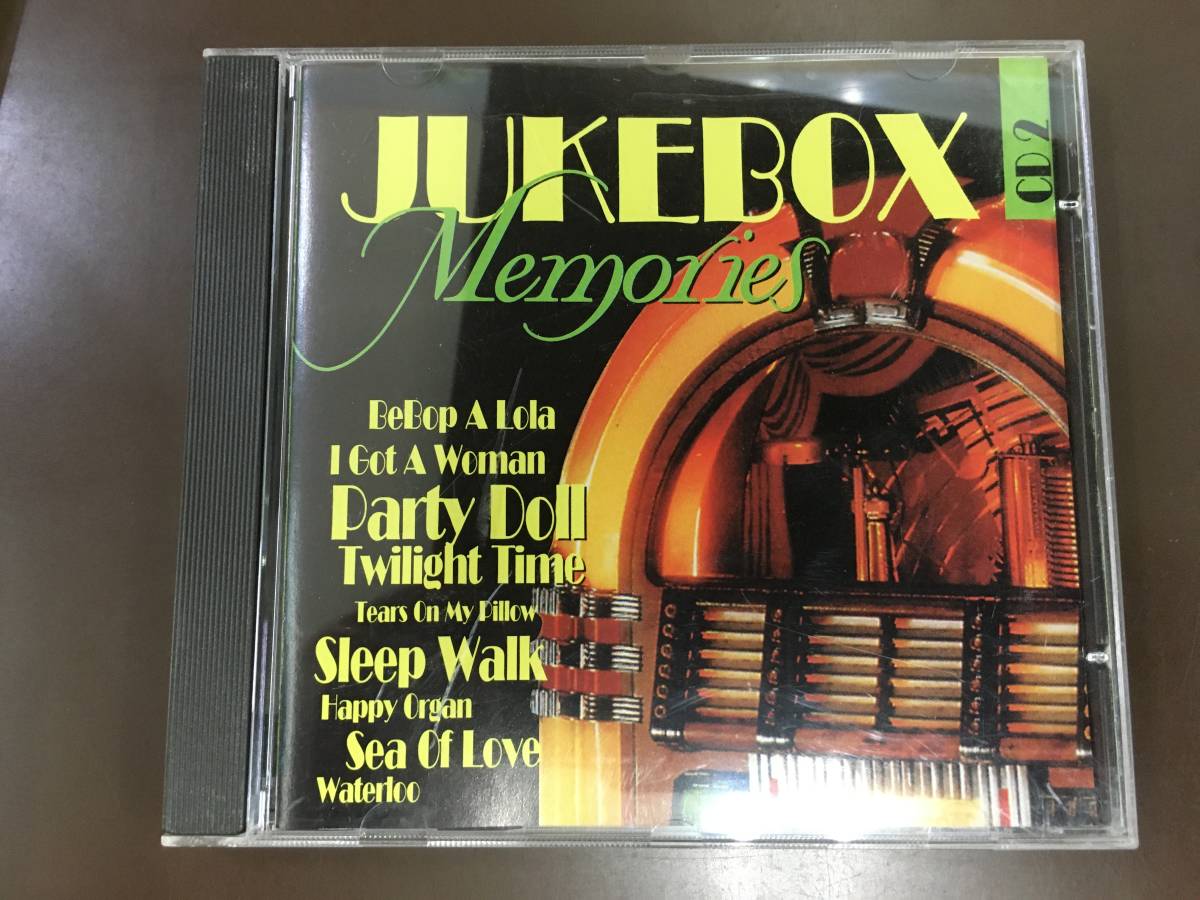 JUKEBOX
Memories
CD 2
BeBop A Lola
I Got A Woman
Party Doll
Twilight Time
Tears On My Pillow
Sleep Walk
Happy Organ
Sea Of Love
Waterloo